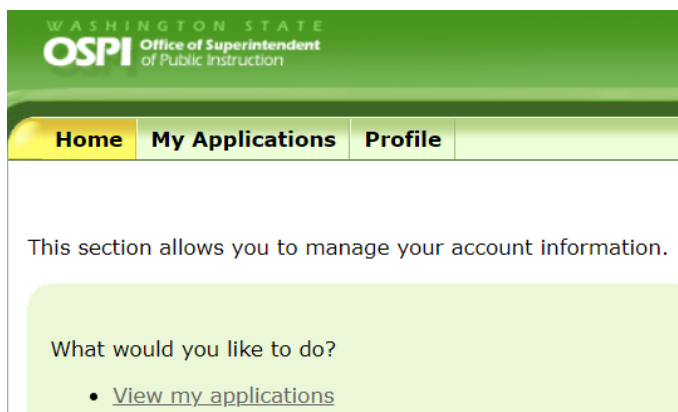 WASHINGTON STATE
OSPI Office of Superintendent
of Public Instruction
Home My Applications Profile
This section allows you to manage your account information.
What would you like to do?
• View my applications